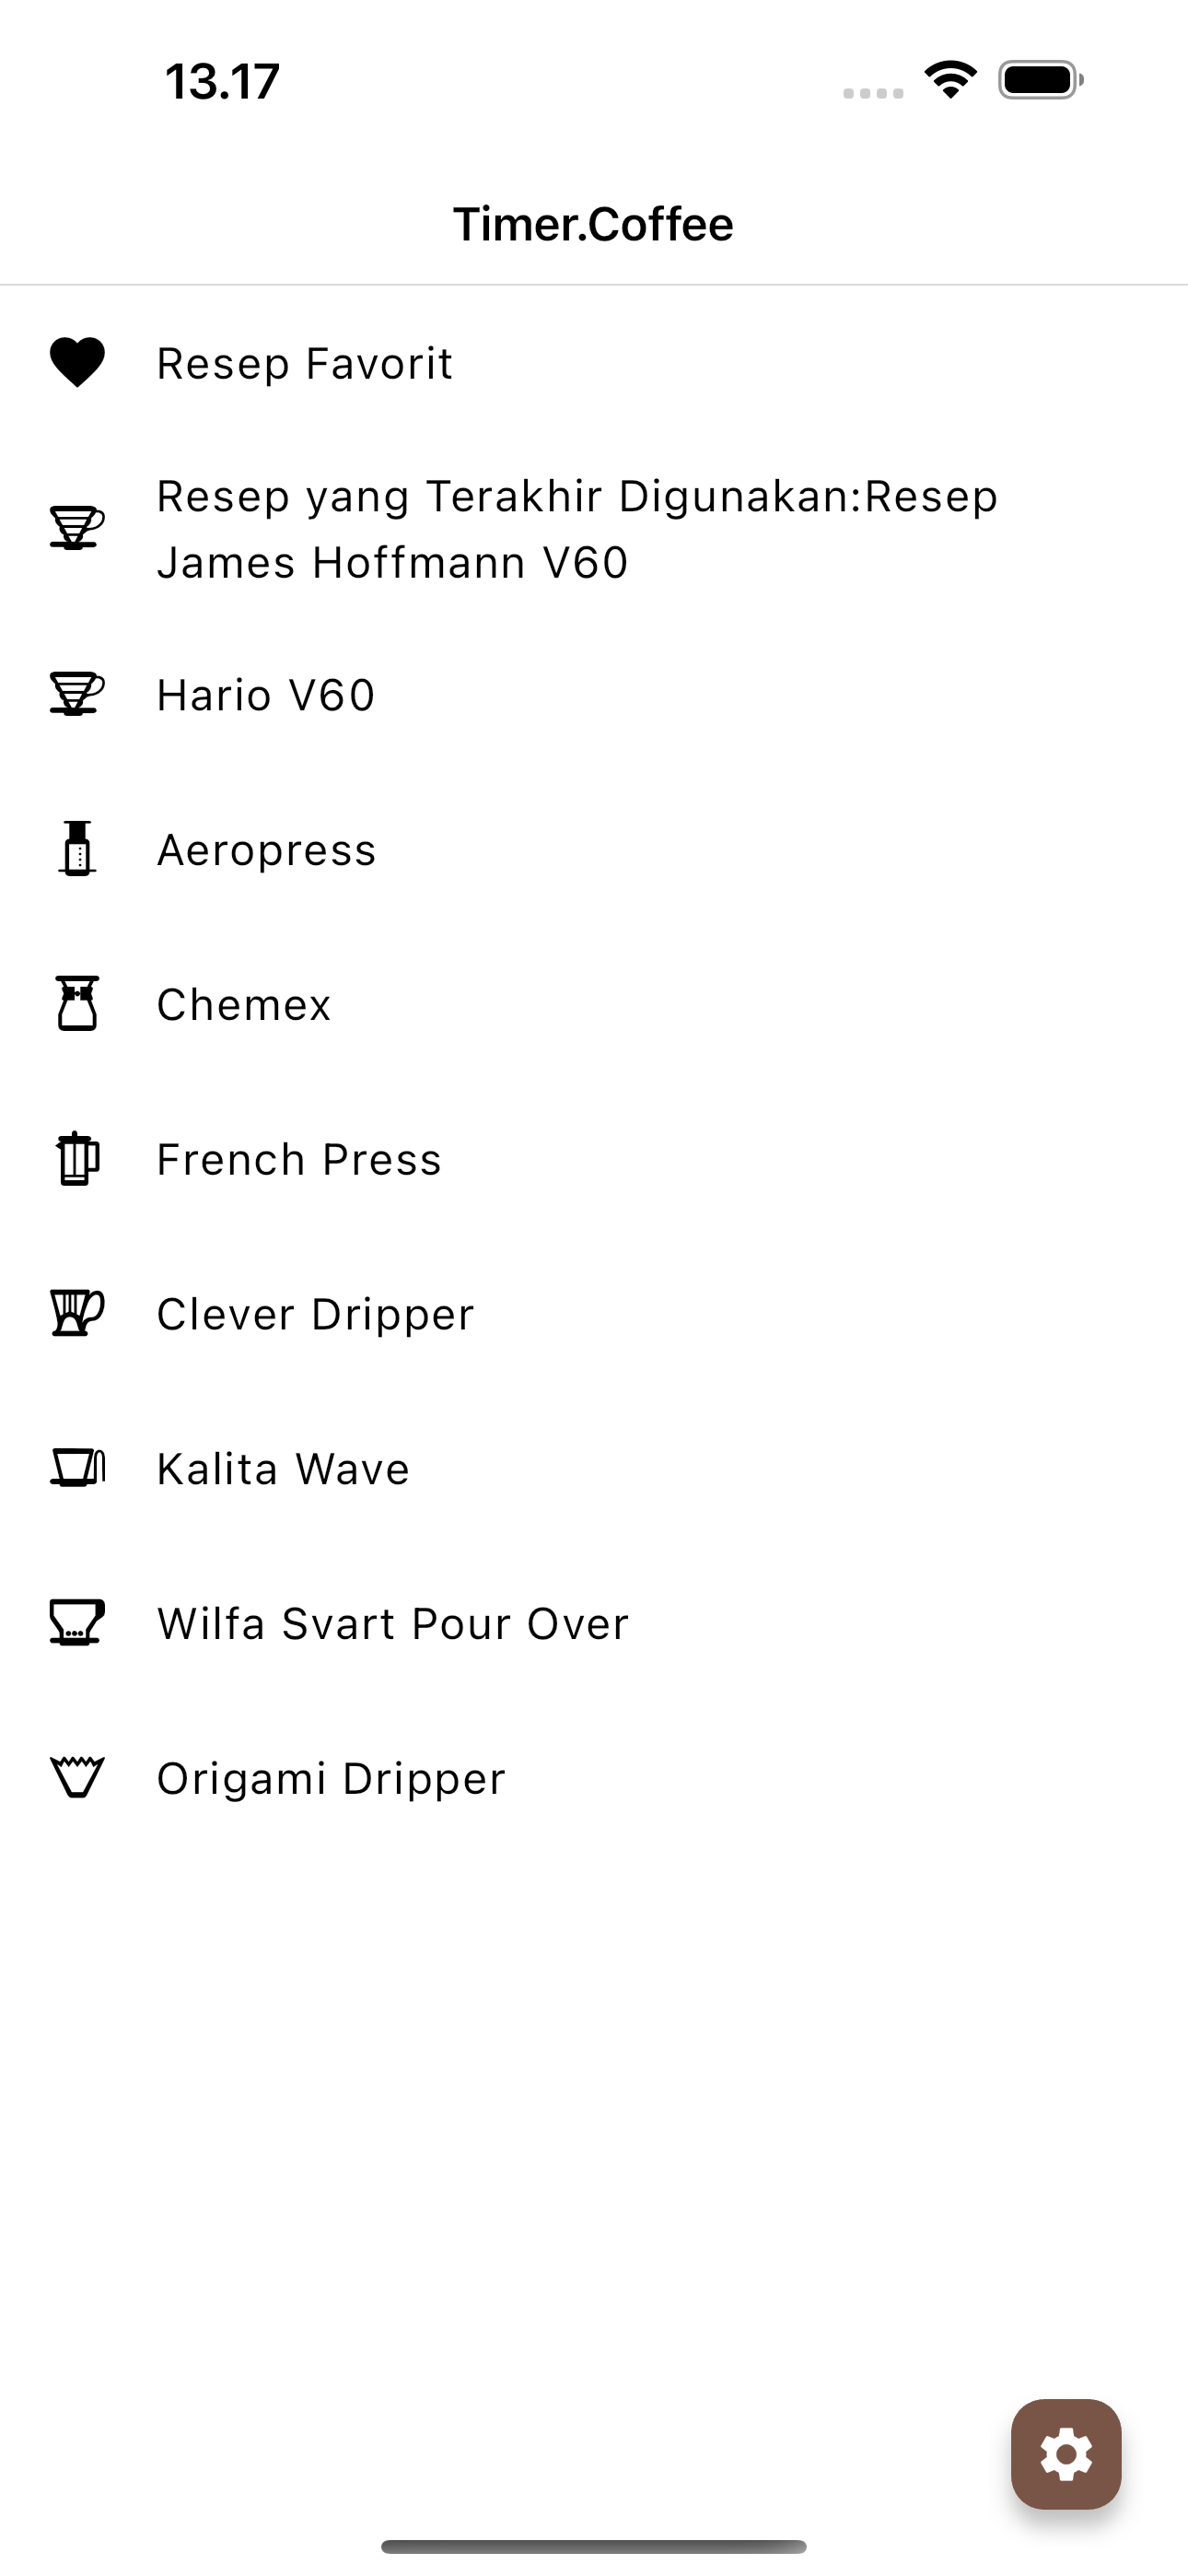 13.17
Timer.Coffee
Resep Favorit
Resep yang Terakhir Digunakan:Resep
James Hoffmann V60
Hario V60
Aeropress
Chemex
French Press
Clever Dripper
Kalita Wave
Wilfa Svart Pour Over
Origami Dripper